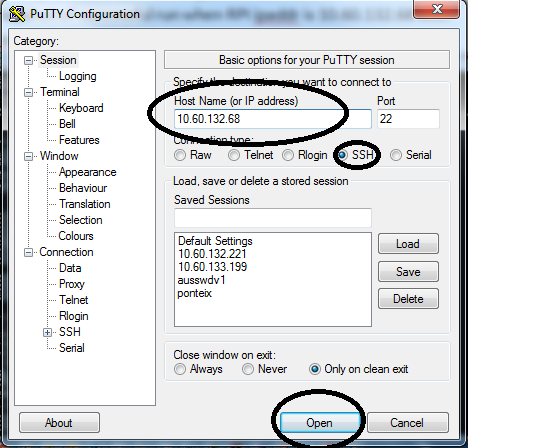 PuTTY Configuration
Category:
Session
Logging
Terminal
Keyboard
Bell
Features
Window
Appearance
Behaviour
Translation
Selection
Colours
Connection
Data
Proxy
Telnet
Rlogin
SSH
Serial
Basic options for your PuTTY session
Specify the destination you want to connect to
Host Name (or IP address) Port
10.60.132.68 22
Connection type:
Raw Telnet Rlogin SSH Serial
Load, save or delete a stored session
Saved Sessions
Default Settings
10.60.132.221
10.60.133.199
ausswdv1
ponteix
Load
Save
Delete
Close window on exit:
Always Never Only on clean exit
About Open Cancel